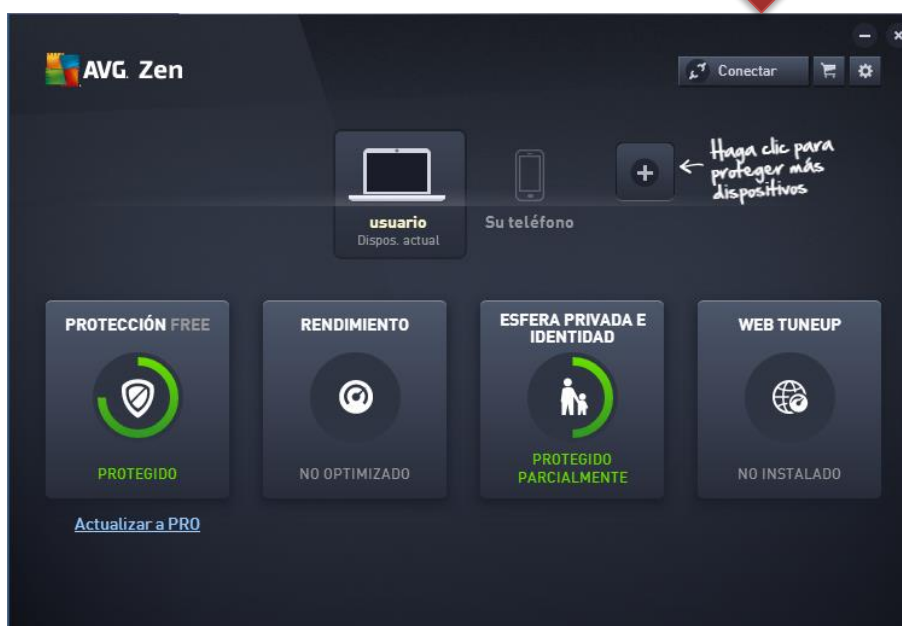 AVG. Zen
Conectar
Haga clic para
proteger más
dispositivos
usuario
Dispos. actual
Su teléfono
PROTECCIÓN FREE
PROTEGIDO
RENDIMIENTO
NO OPTIMIZADO
ESFERA PRIVADA E
IDENTIDAD
PROTEGIDO
PARCIALMENTE
WEB TUNEUP
NO INSTALADO
Actualizar a PRO